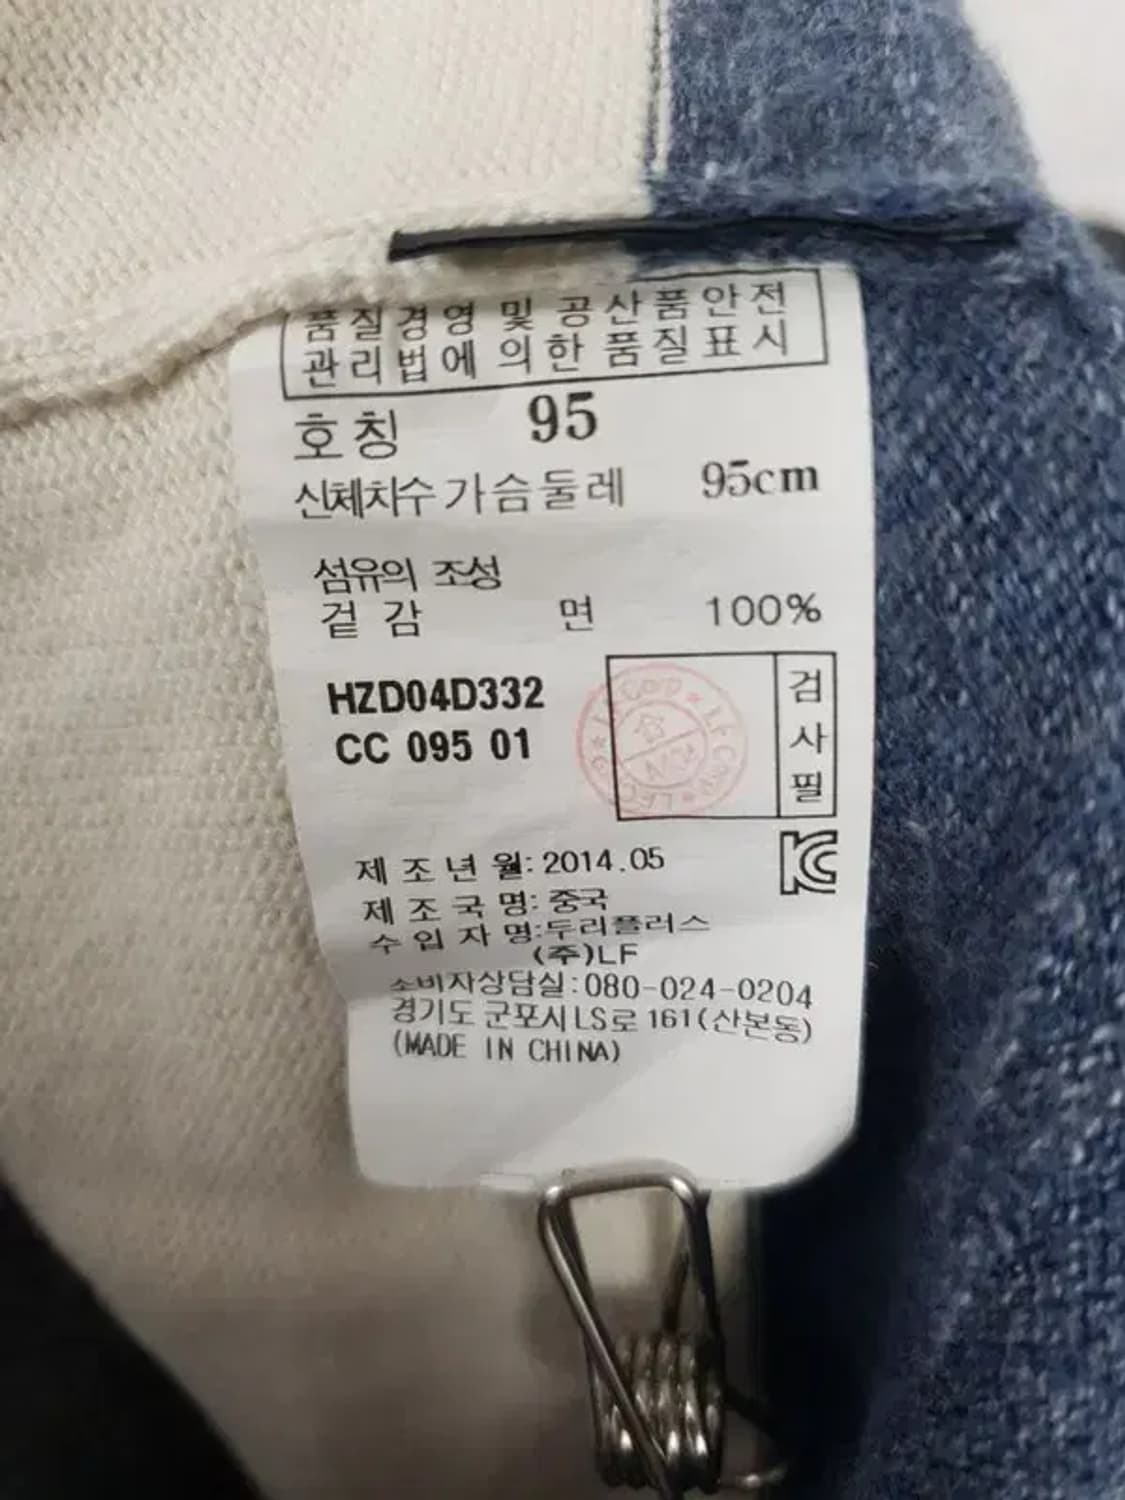 품질경영 및 공산품안전
관리법에 의한 품질표시
호칭 95
신체치수 가슴둘레 95cm
섬유의 조성
겉감 면 100%
HZD04D332
CC 095 01
검사필
제조년월: 2014.05
제조국명: 중국
수입자명: 두리플러스
(주)LF
소비자상담실: 080-024-0204
경기도 군포시 LS로 161(산본동)
(MADE IN CHINA)